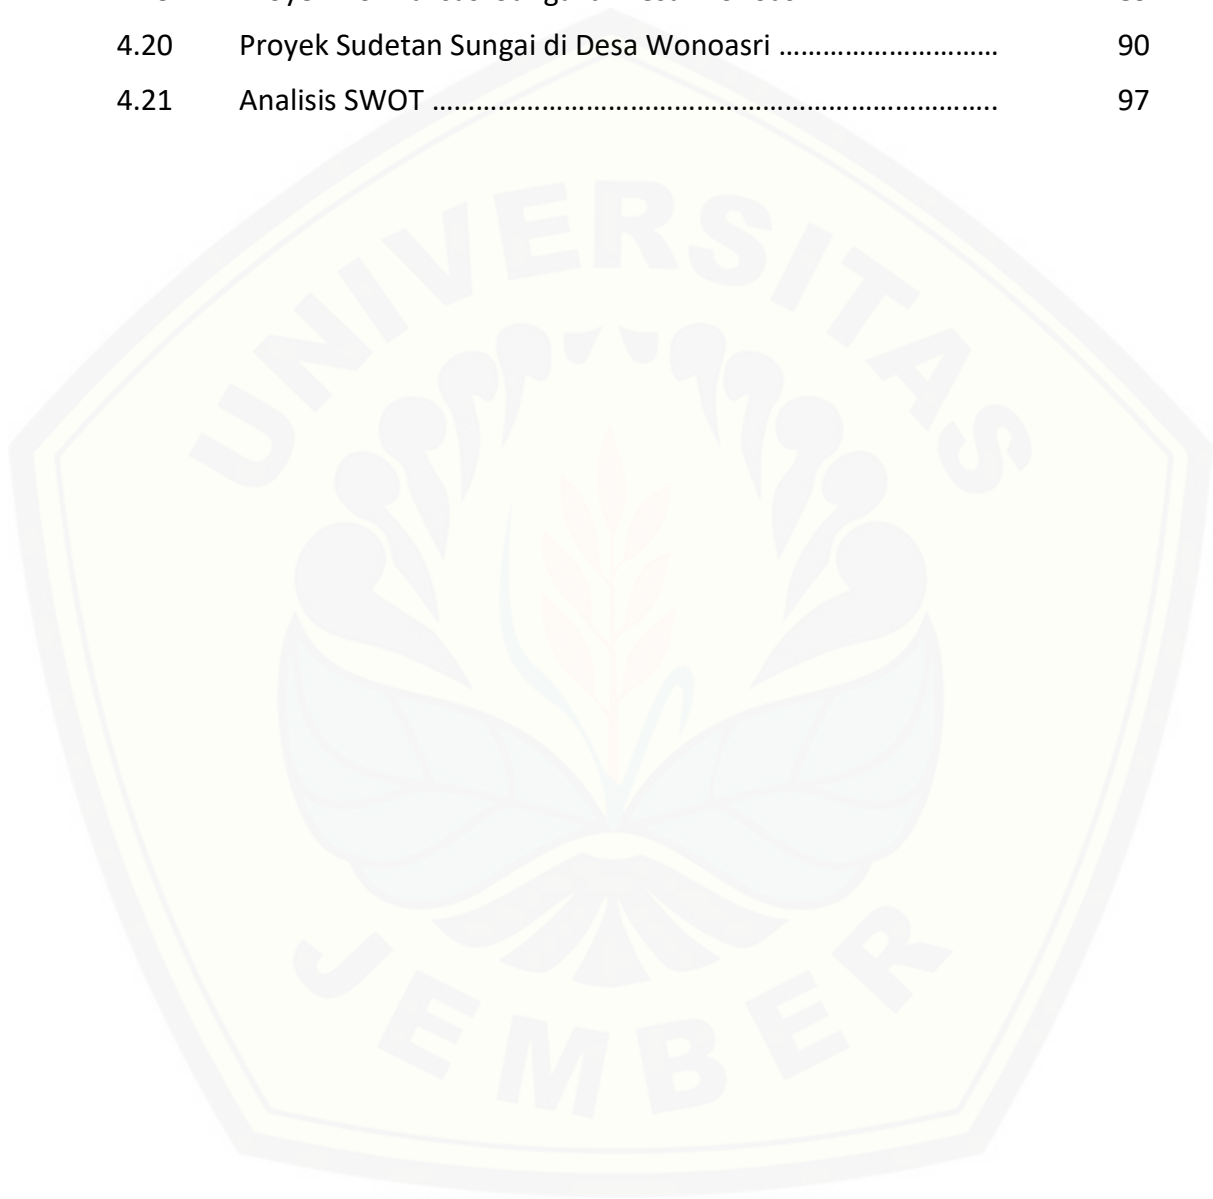 4.20 Proyek Sudetan Sungai di Desa Wonoasri ………………………… 90
4.21 Analisis SWOT ………………………………………………………………….. 97
UNIVERSITAS
JEMBER